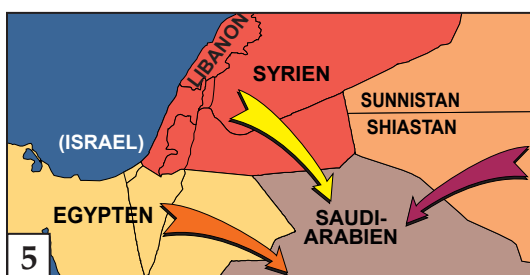 LIBANON
SYRIEN
SUNNISTAN
SHIASTAN
(ISRAEL)
EGYPTEN
SAUDI-
ARABIEN
5